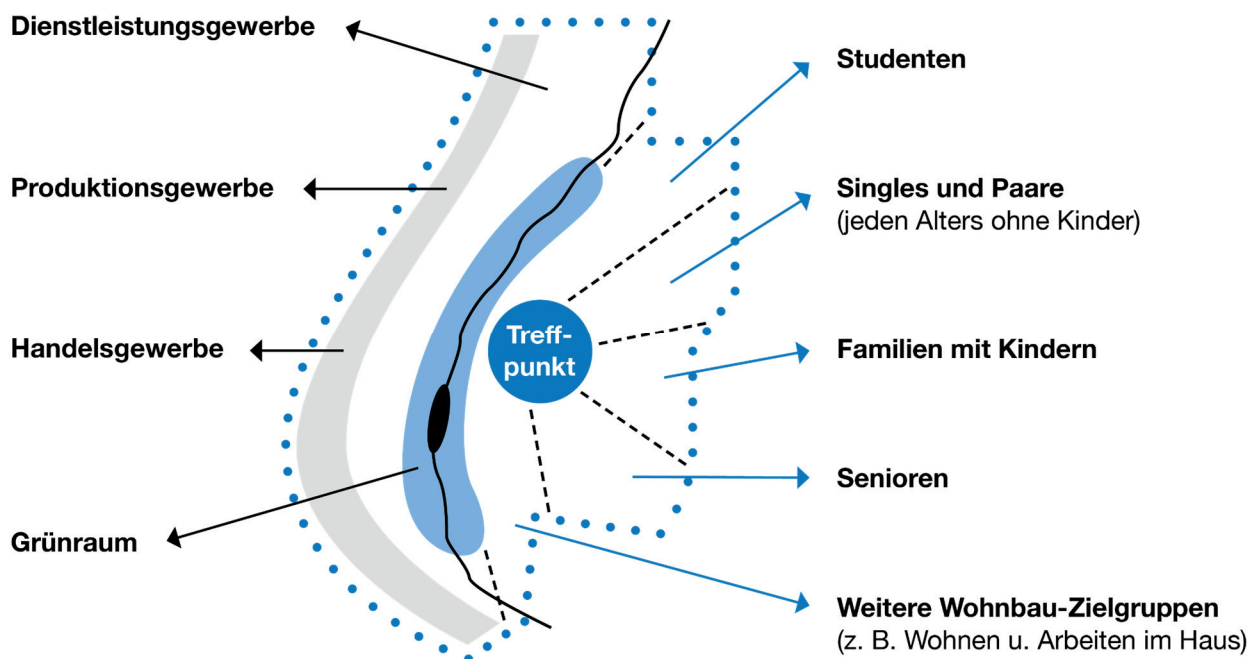 Dienstleistungsgewerbe
Produktionsgewerbe
Handelsgewerbe
Grünraum
Treff-
punkt
Studenten
Singles und Paare
(jeden Alters ohne Kinder)
Familien mit Kindern
Senioren
Weitere Wohnbau-Zielgruppen
(z. B. Wohnen u. Arbeiten im Haus)